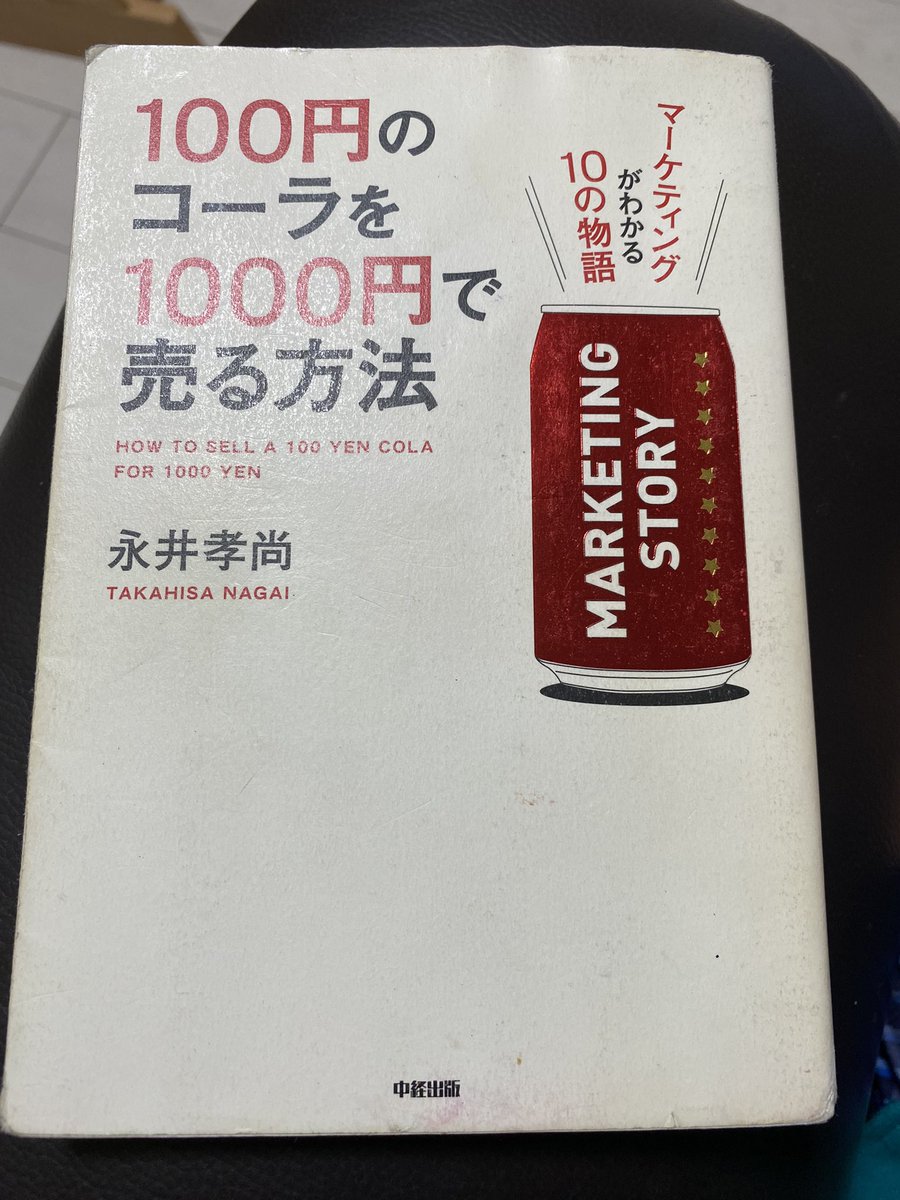 100円の
コーラを
1000円で
売る方法
HOW TO SELL A 100 YEN COLA
FOR 1000 YEN
永井孝尚
TAKAHISA NAGAI
マーケティング
がわかる
10の物語
MARKETING
STORY
中経出版